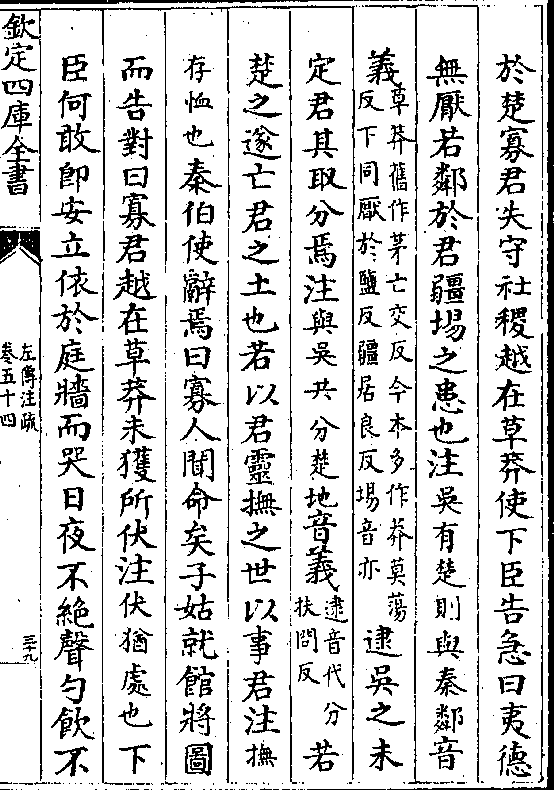 於楚寡君失守社稷越在草莽使下臣告急曰夷德
無厭若鄰於君疆埸之患也注吳有楚則與秦鄰音
義
草莽舊作茅亡交反今本多作莽莫蕩
反下同厭於鹽反疆居良反埸音亦
逮吳之未
定君其取分焉注與吳共分楚地音義
逮音代分
扶問反
若
楚之遂亡君之土也若以君靈撫之世以事君注撫
存恤也秦伯使辭焉曰寡人聞命矣子姑就館將圖
而告對曰寡君越在草莽未獲所伏注伏猶處也下
臣何敢即安立依於庭牆而哭日夜不絶聲勺飲不
欽定四庫全書
左傳注疏
卷五十四
三十九